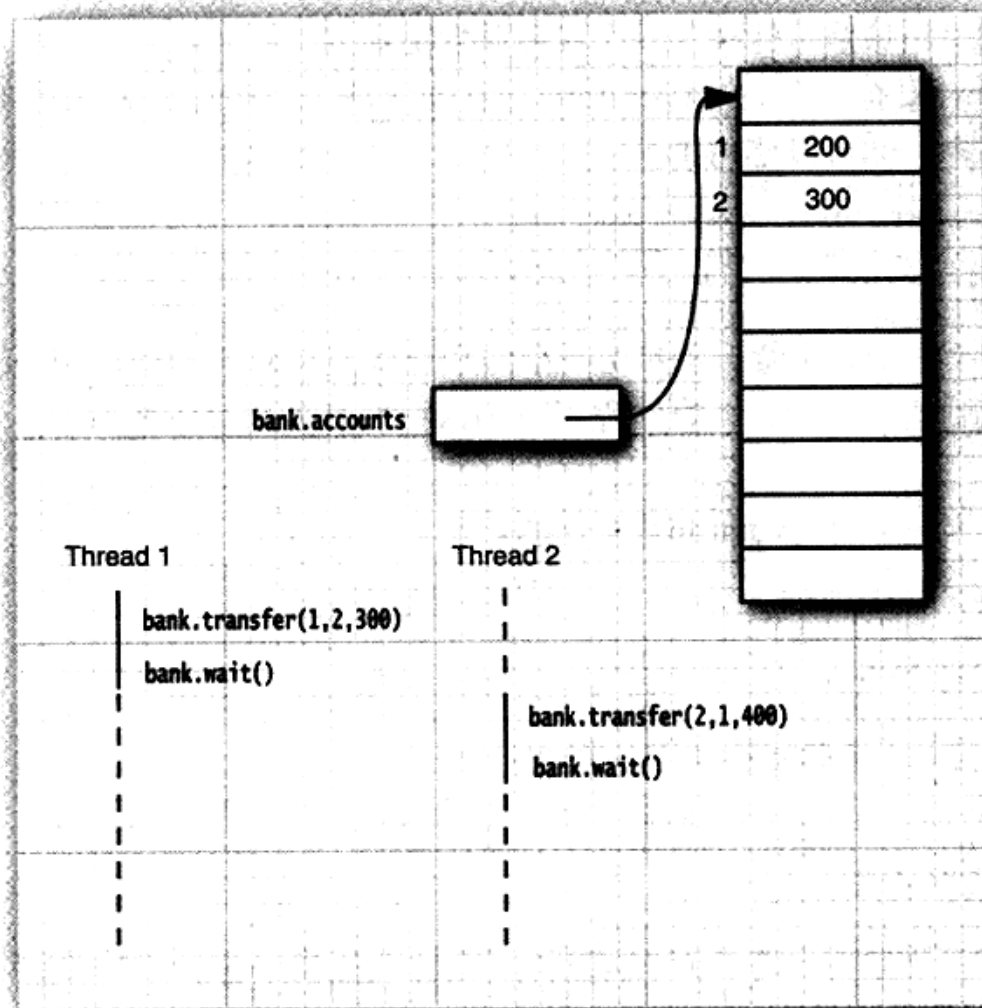 1 200
2 300
bank.accounts
Thread 1
Thread 2
bank.transfer(1,2,300)
bank.wait()
bank.transfer(2,1,400)
bank.wait()